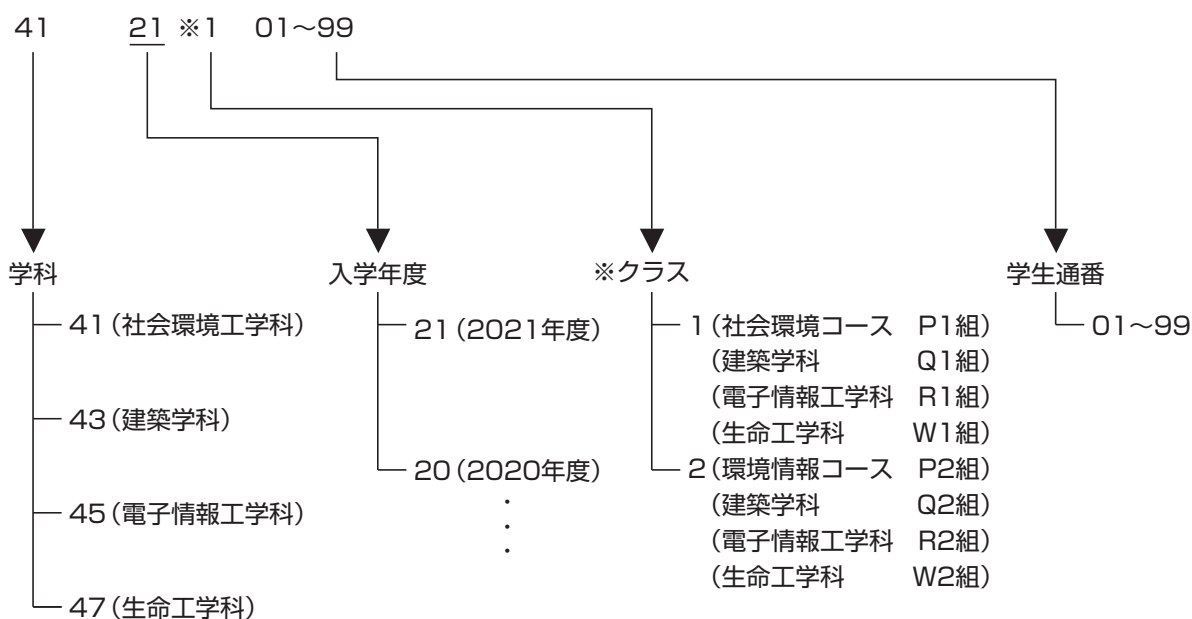 41 21 ※1 01～99
学科 入学年度 ※クラス 学生通番
41（社会環境工学科）
43（建築学科）
45（電子情報工学科）
47（生命工学科）
21（2021年度）
20（2020年度）
・
・
・
1（社会環境コース P1組）
（建築学科 Q1組）
（電子情報工学科 R1組）
（生命工学科 W1組）
2（環境情報コース P2組）
（建築学科 Q2組）
（電子情報工学科 R2組）
（生命工学科 W2組）
01～99